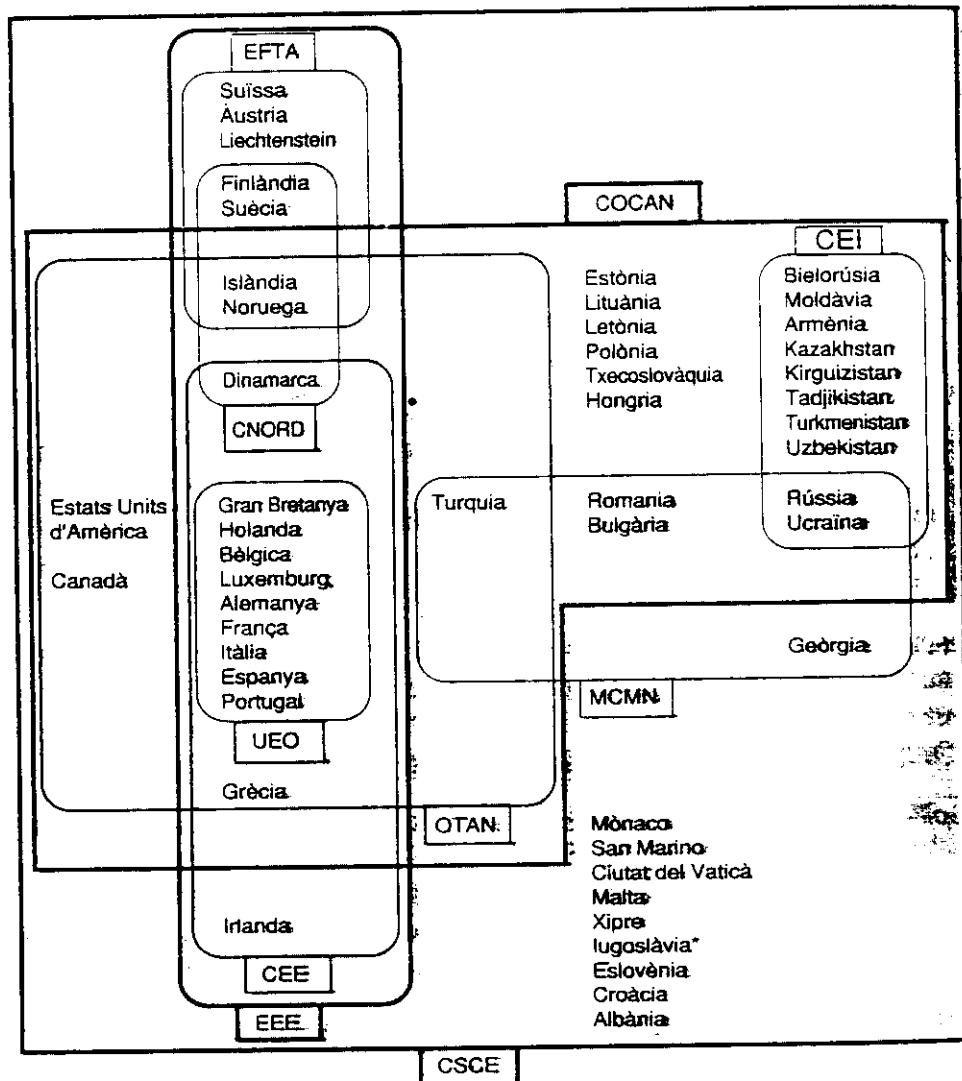 EFTA
Suïssa
Àustria
Liechtenstein
Finlàndia
Suècia
COCAN
CEI
Islàndia
Noruega
Estònia
Lituània
Letònia
Polònia
Txecoslovàquia
Hongria
Bielorúsia
Moldàvia
Armènia
Kazakhstan
Kirguizistan
Tadjikistan
Turkmenistan
Uzbekistan
Dinamarca
CNORD
Estats Units
d'Amèrica
Canadà
Gran Bretanya
Holanda
Bèlgica
Luxemburg
Alemanya
França
Itàlia
Espanya
Portugal
UEO
Turquia
Romania
Bulgària
Rússia
Ucraïna
Geòrgia
MCMN
Grècia
OTAN
Mònaco
San Marino
Ciutat del Vaticà
Malta
Xipre
Iugoslàvia*
Eslovènia
Croàcia
Albània
Irlanda
CEE
EEE
CSCE